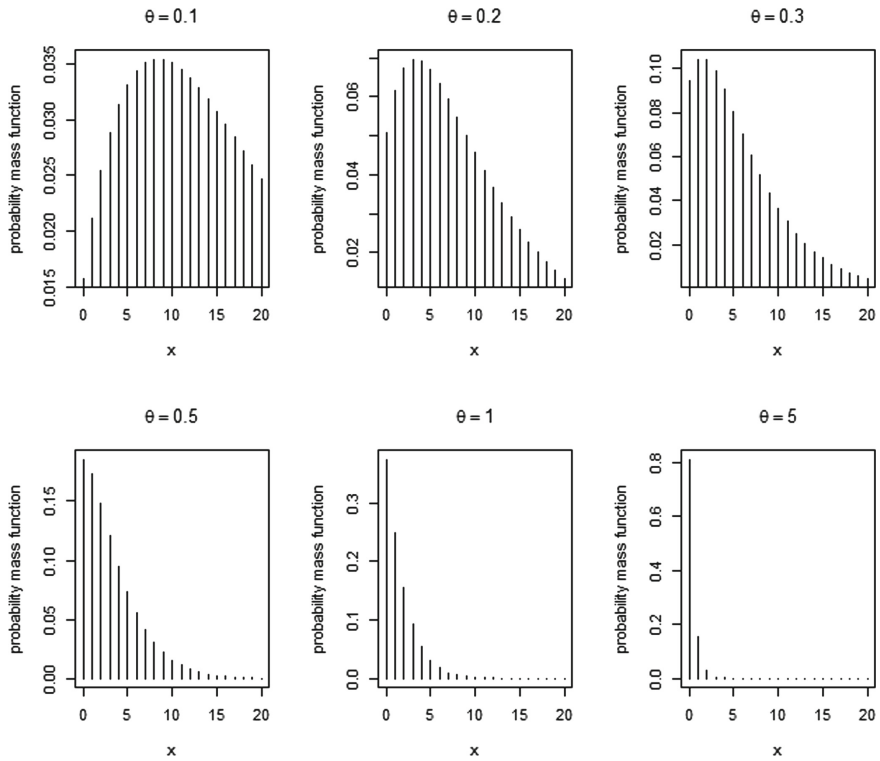 θ = 0.1
probability mass function
0.015 0.020 0.025 0.030 0.035
0 5 10 15 20
x
θ = 0.2
probability mass function
0.02 0.04 0.06
0 5 10 15 20
x
θ = 0.3
probability mass function
0.02 0.04 0.06 0.08 0.10
0 5 10 15 20
x
θ = 0.5
probability mass function
0.00 0.05 0.10 0.15
0 5 10 15 20
x
θ = 1
probability mass function
0.0 0.1 0.2 0.3
0 5 10 15 20
x
θ = 5
probability mass function
0.0 0.2 0.4 0.6 0.8
0 5 10 15 20
x